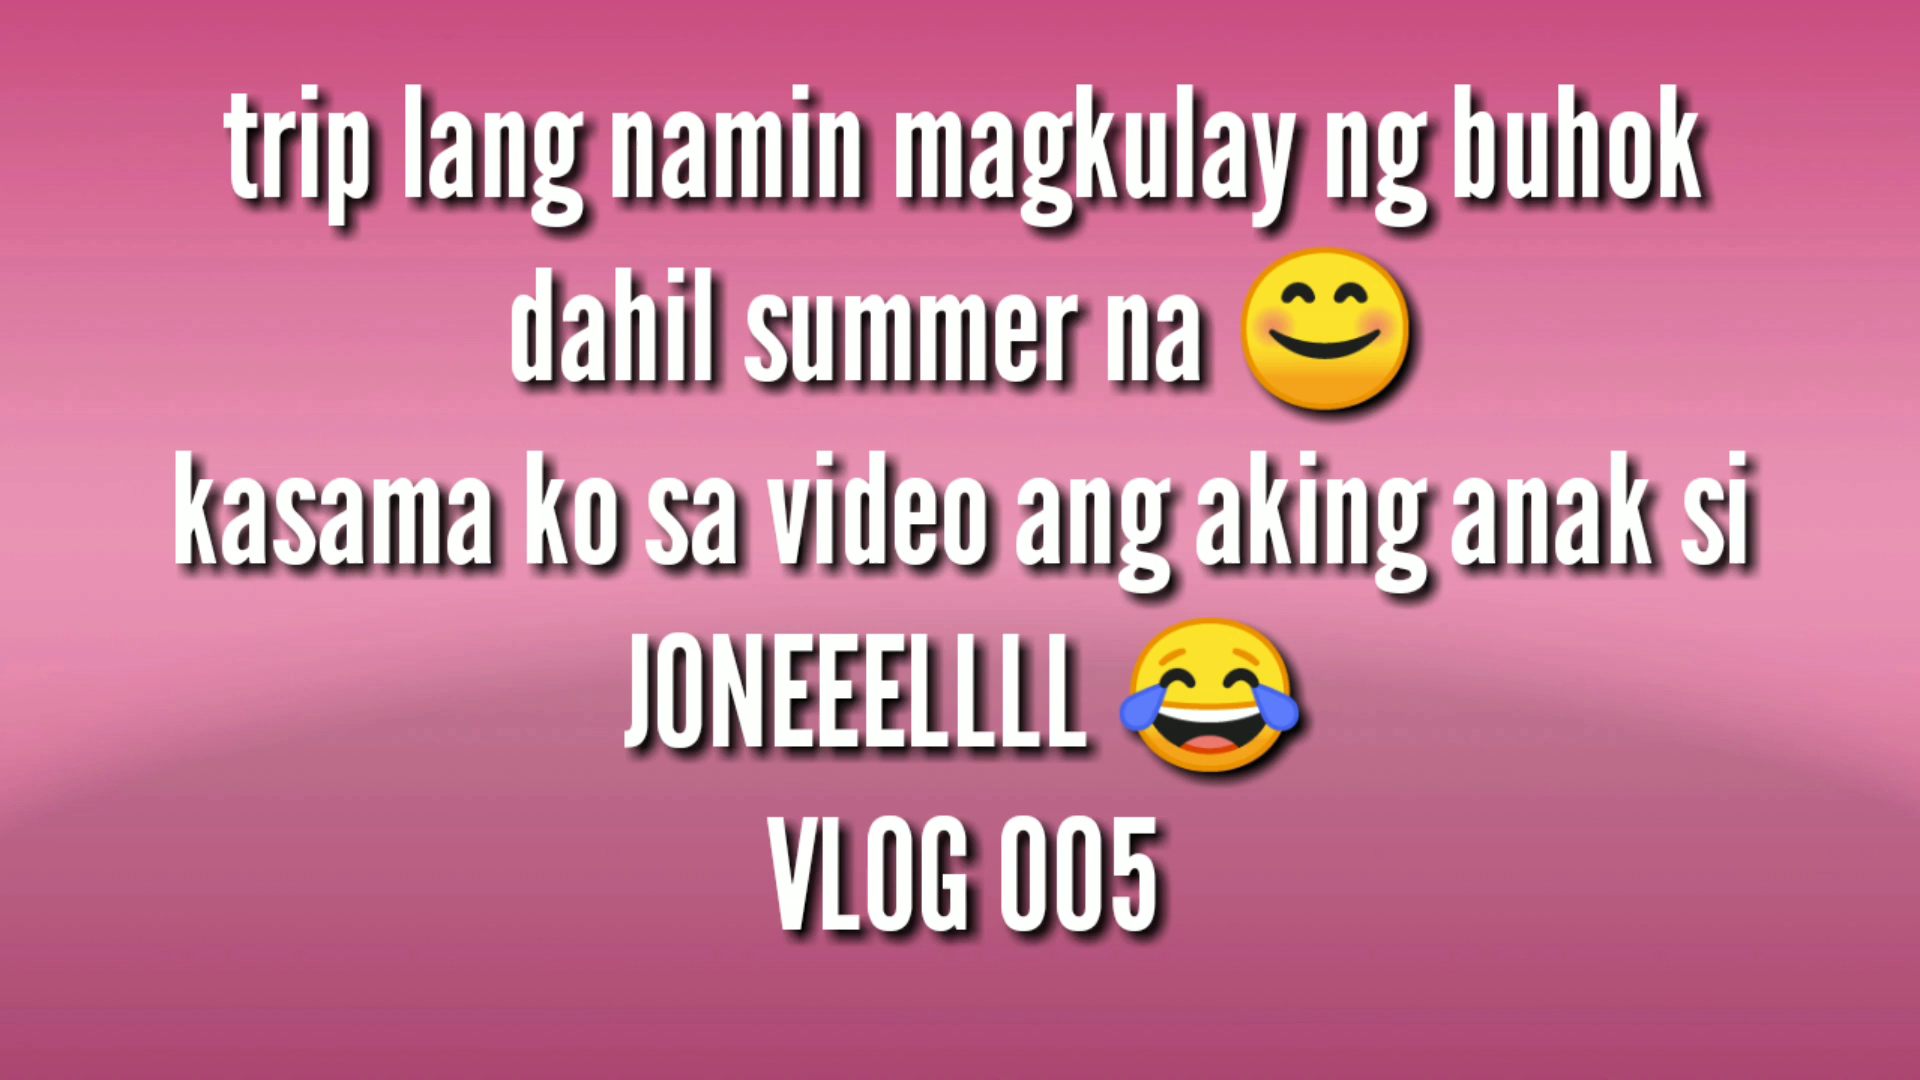 trip lang namin magkulay ng buhok
dahil summer na 😊
kasama ko sa video ang aking anak si
JONEEELLLL 😂
VLOG 005